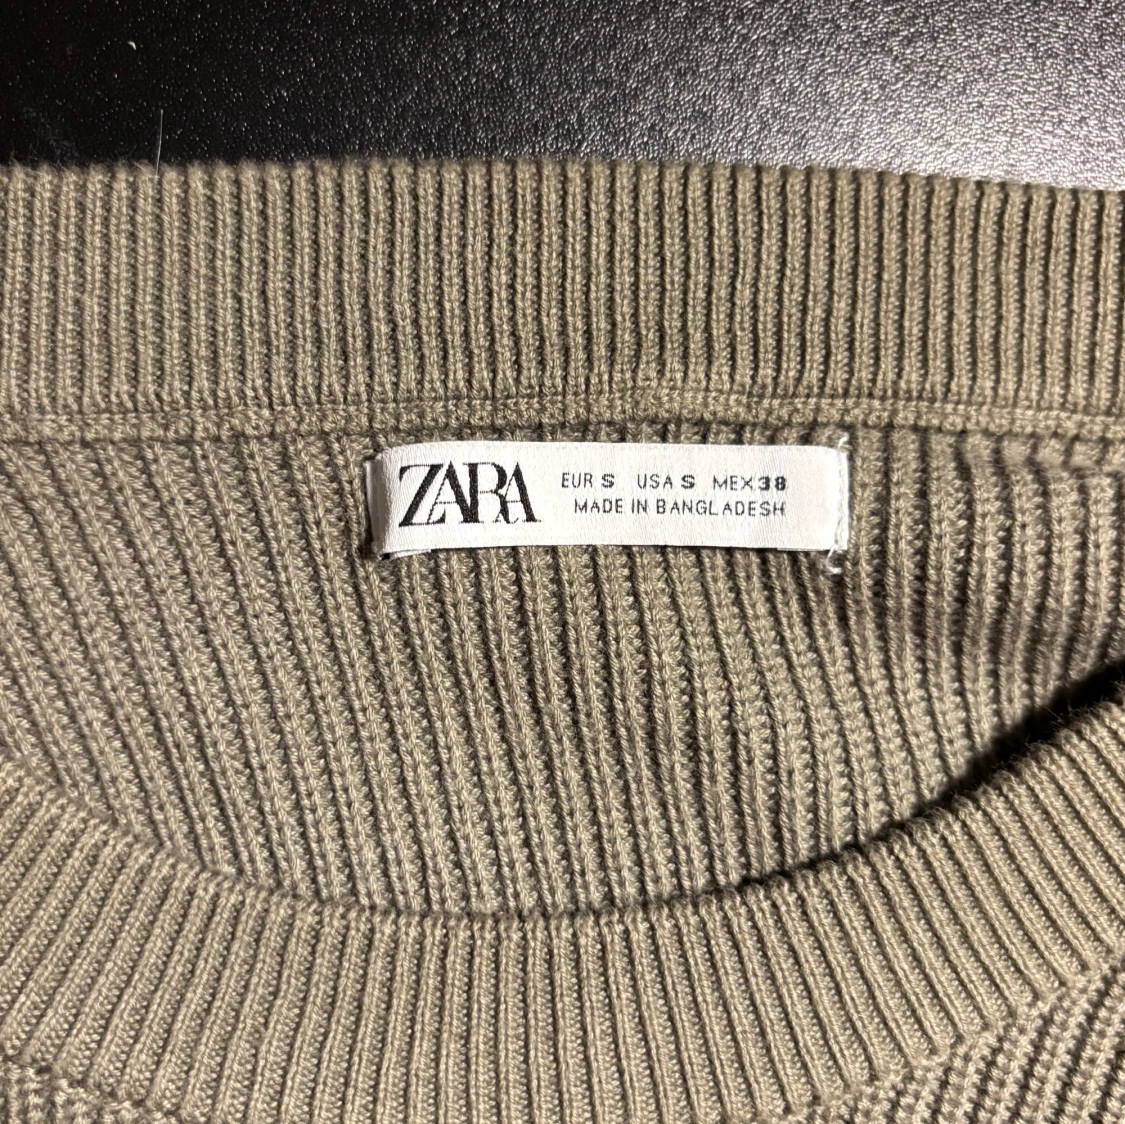 ZARA
EUR S USA S MEX 38
MADE IN BANGLADESH